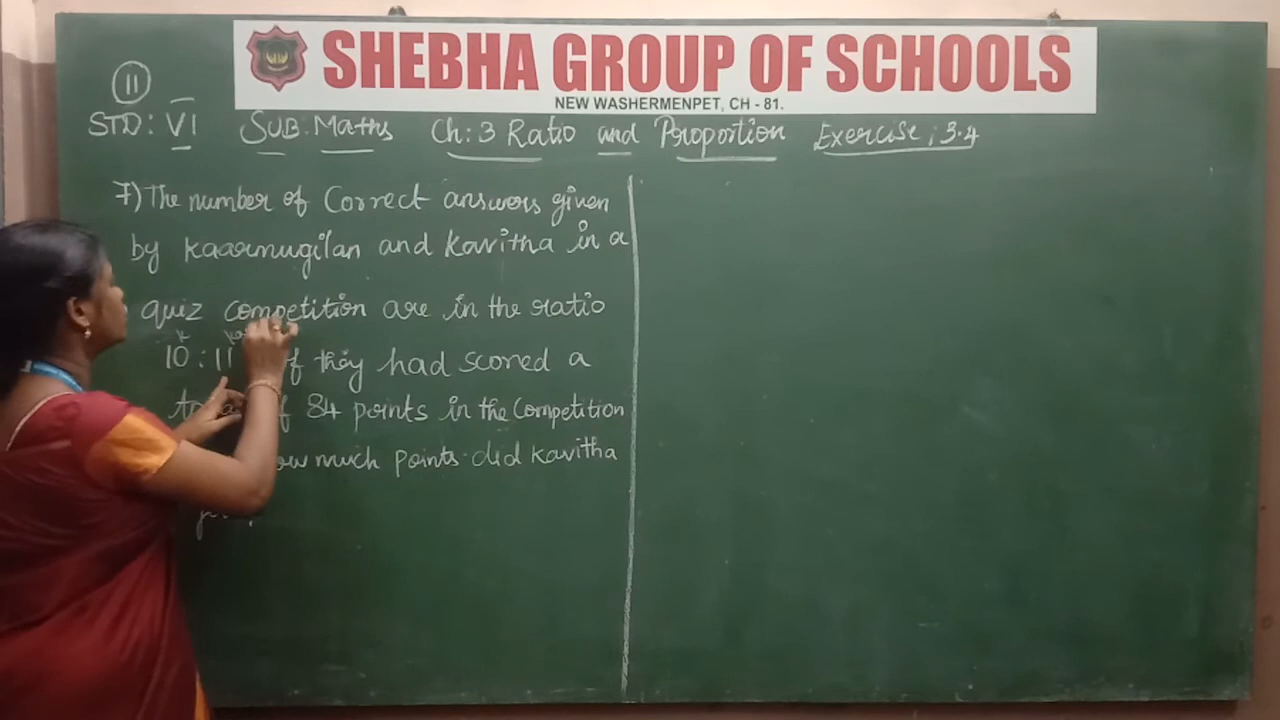 SHEBHA GROUP OF SCHOOLS
NEW WASHERMENPET, CH - 81.
11
STD : VI SUB: Maths Ch: 3 Ratio and Proportion Exercise : 3.4
7) The number of Correct answers given
by kaarmugilan and kavitha in a
quiz competition are in the ratio
10 : 11 If they had scored a
of 84 points in the Competition
how much points did kavitha